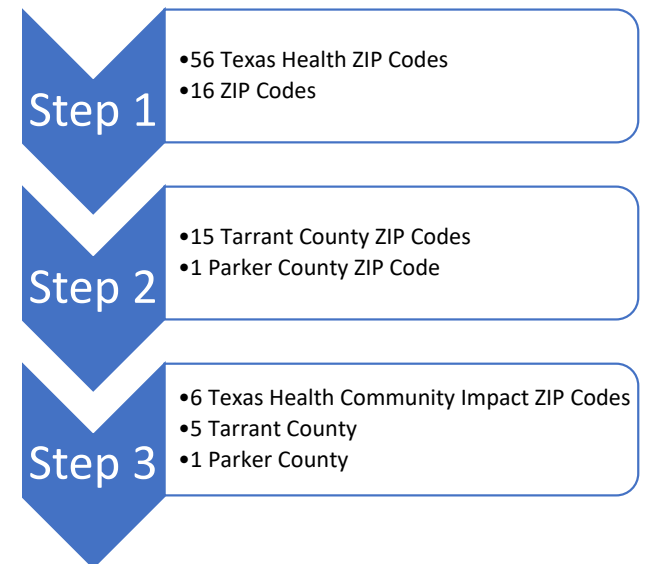 Step 1
•56 Texas Health ZIP Codes
•16 ZIP Codes
Step 2
•15 Tarrant County ZIP Codes
•1 Parker County ZIP Code
Step 3
•6 Texas Health Community Impact ZIP Codes
•5 Tarrant County
•1 Parker County